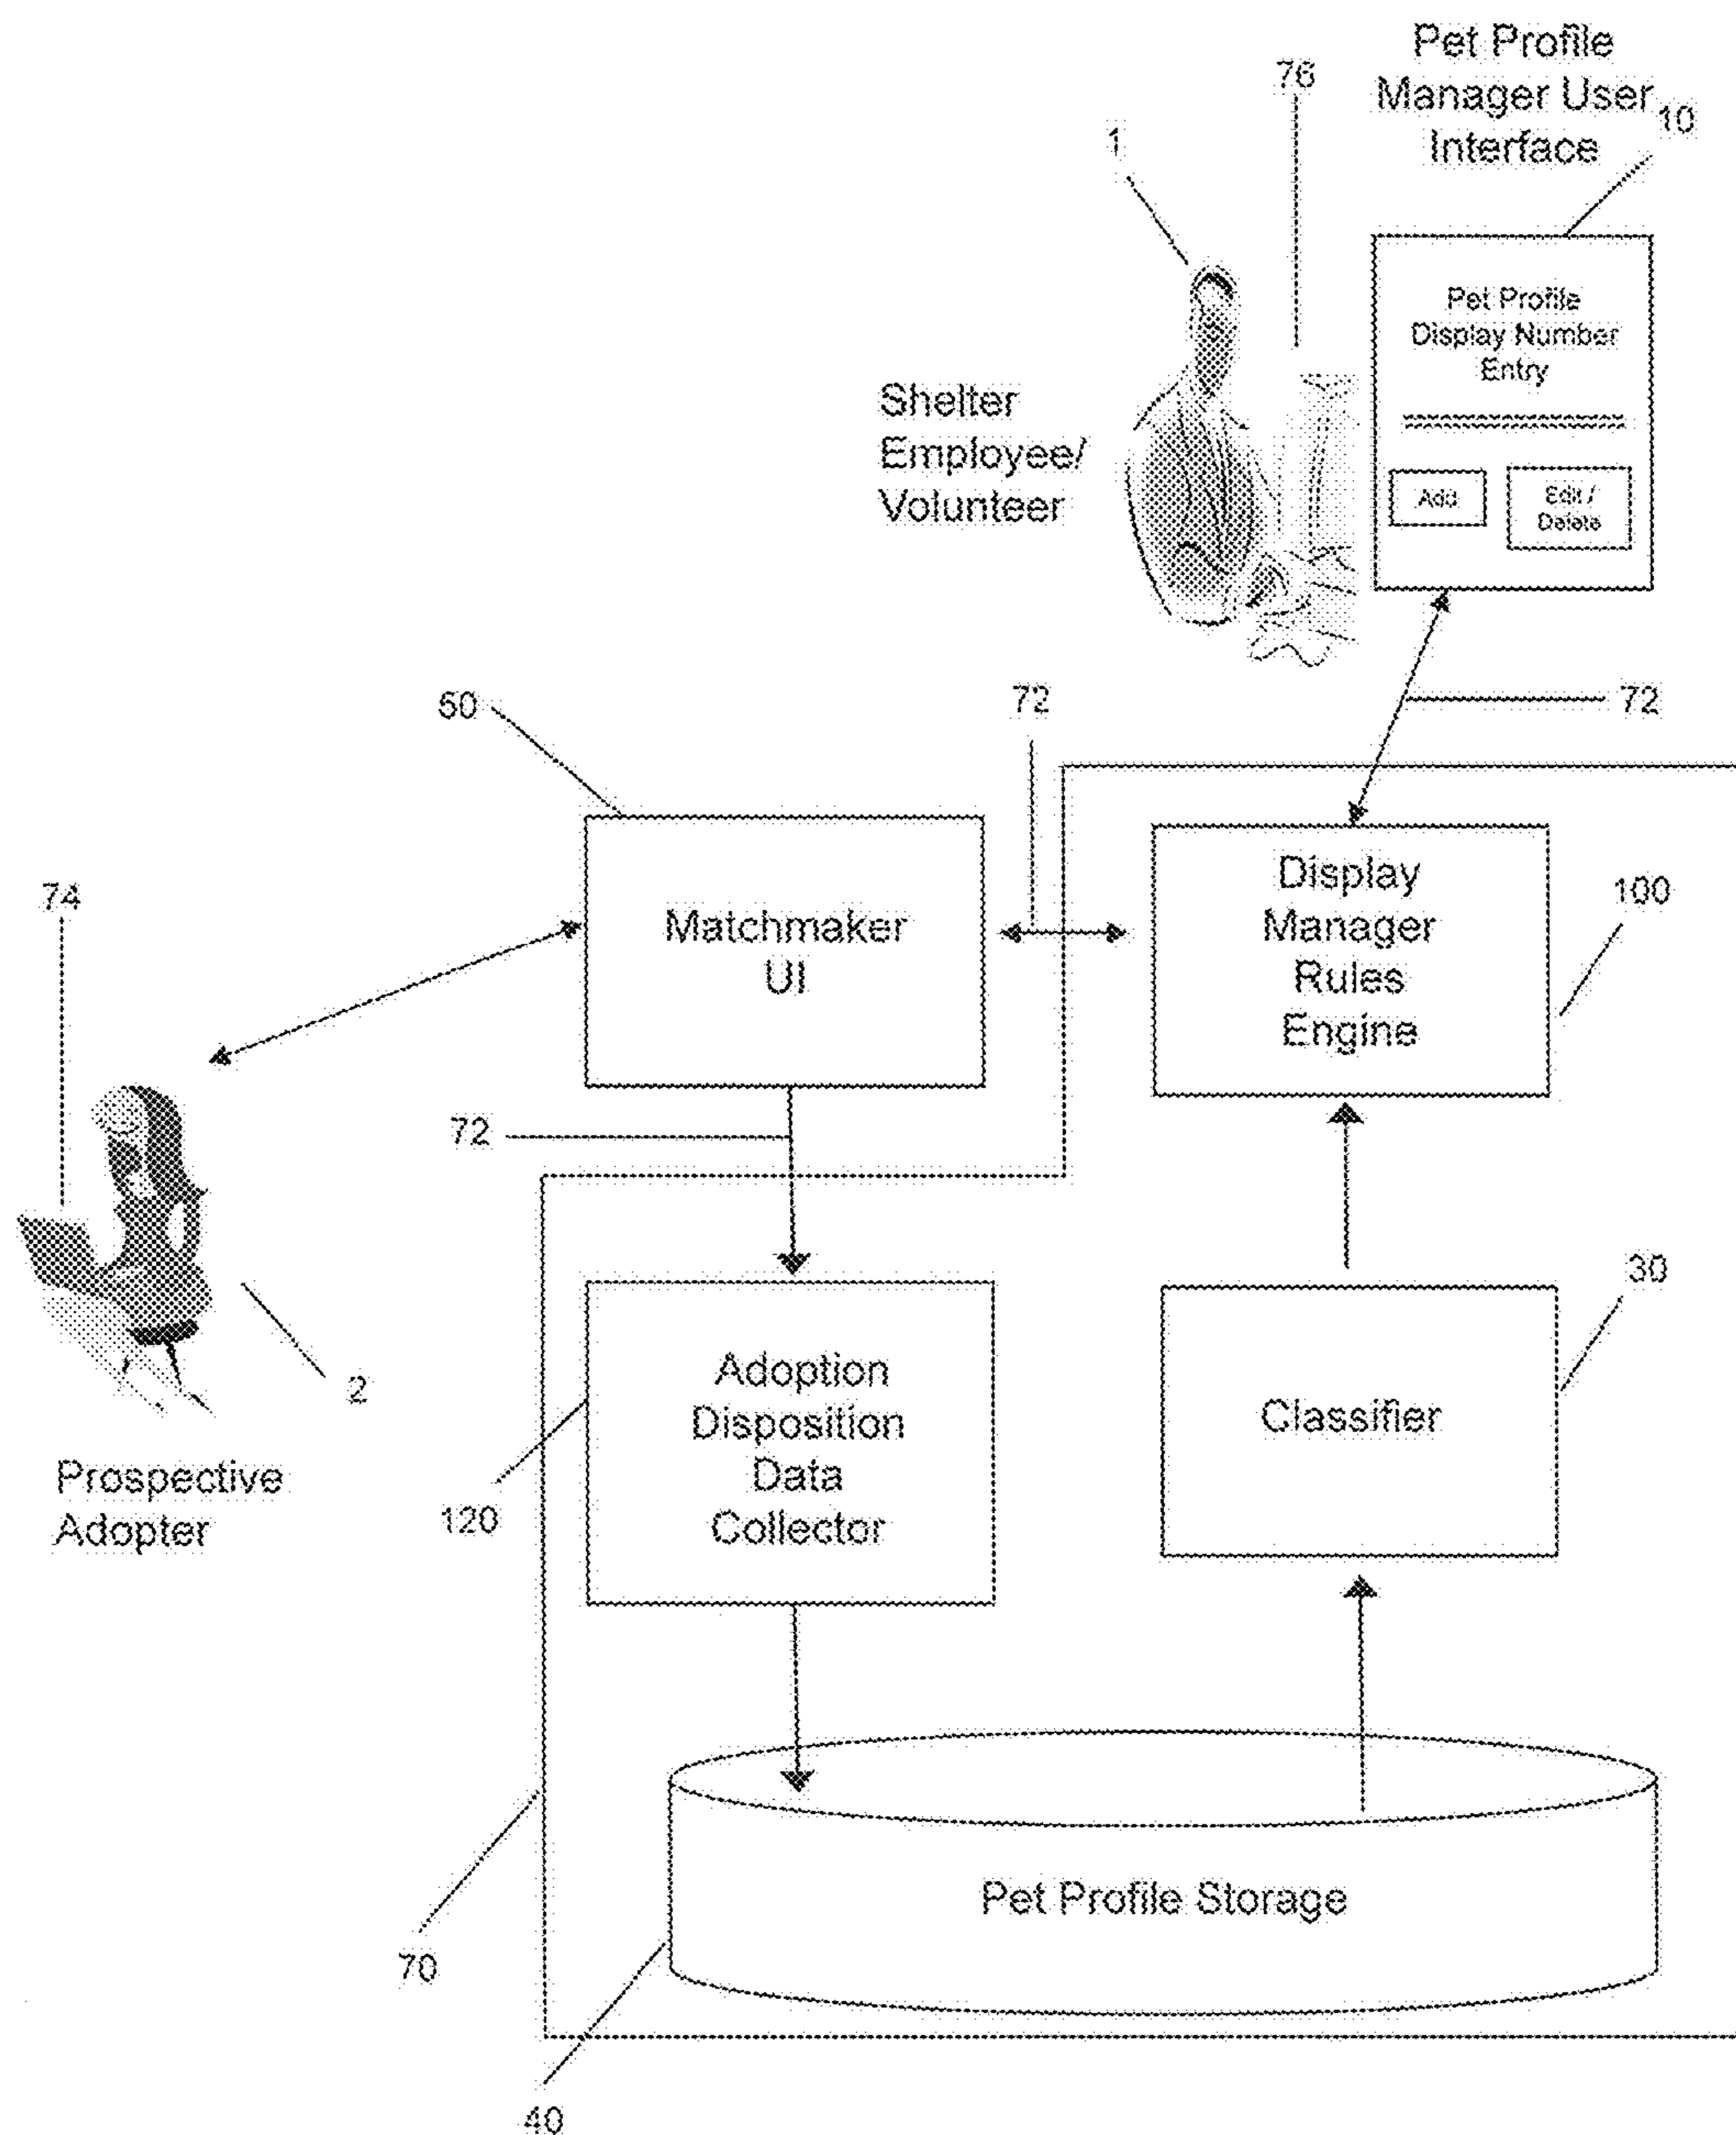 Pet Profile
Manager User
Interface
10
76
1
Pet Profile
Display Number
Entry
Add
Edit /
Delete
Shelter
Employee/
Volunteer
72
72
60
Matchmaker
UI
Display
Manager
Rules
Engine
100
74
72
2
Prospective
Adopter
Adoption
Disposition
Data
Collector
120
Classifier
30
Pet Profile Storage
70
40